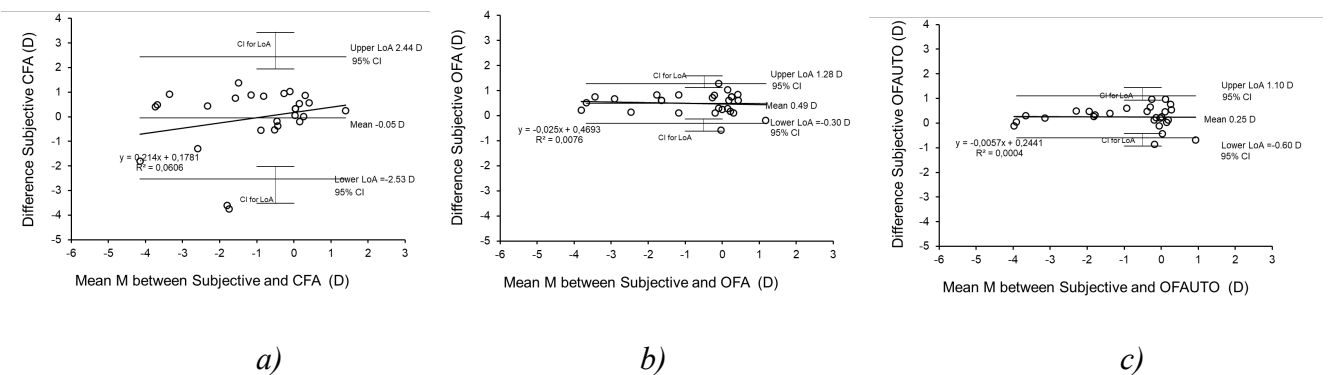 Difference Subjective CFA (D)
4
3
2
1
0
-1
-2
-3
-4
-5
-6 -5 -4 -3 -2 -1 0 1 2 3
CI for LoA
Upper LoA 2.44 D
95% CI
Mean -0.05 D
y = 0,214x + 0,1781
R² = 0,0606
Lower LoA =-2.53 D
95% CI
CI for LoA
Mean M between Subjective and CFA (D)
a)
Difference Subjective OFA (D)
4
3
2
1
0
-1
-2
-3
-4
-5
-6 -5 -4 -3 -2 -1 0 1 2 3
CI for LoA
Upper LoA 1.28 D
95% CI
Mean 0.49 D
y = -0,025x + 0,4693
R² = 0,0076
Lower LoA =-0.30 D
95% CI
CI for LoA
Mean M between Subjective and OFA (D)
b)
Difference Subjective OFAUTO (D)
4
3
2
1
0
-1
-2
-3
-4
-5
-6 -5 -4 -3 -2 -1 0 1 2 3
CI for LoA
Upper LoA 1.10 D
95% CI
Mean 0.25 D
y = -0,0057x + 0,2441
R² = 0,0004
Lower LoA=-0.60 D
95% CI
CI for LoA
Mean M between Subjective and OFAUTO (D)
c)